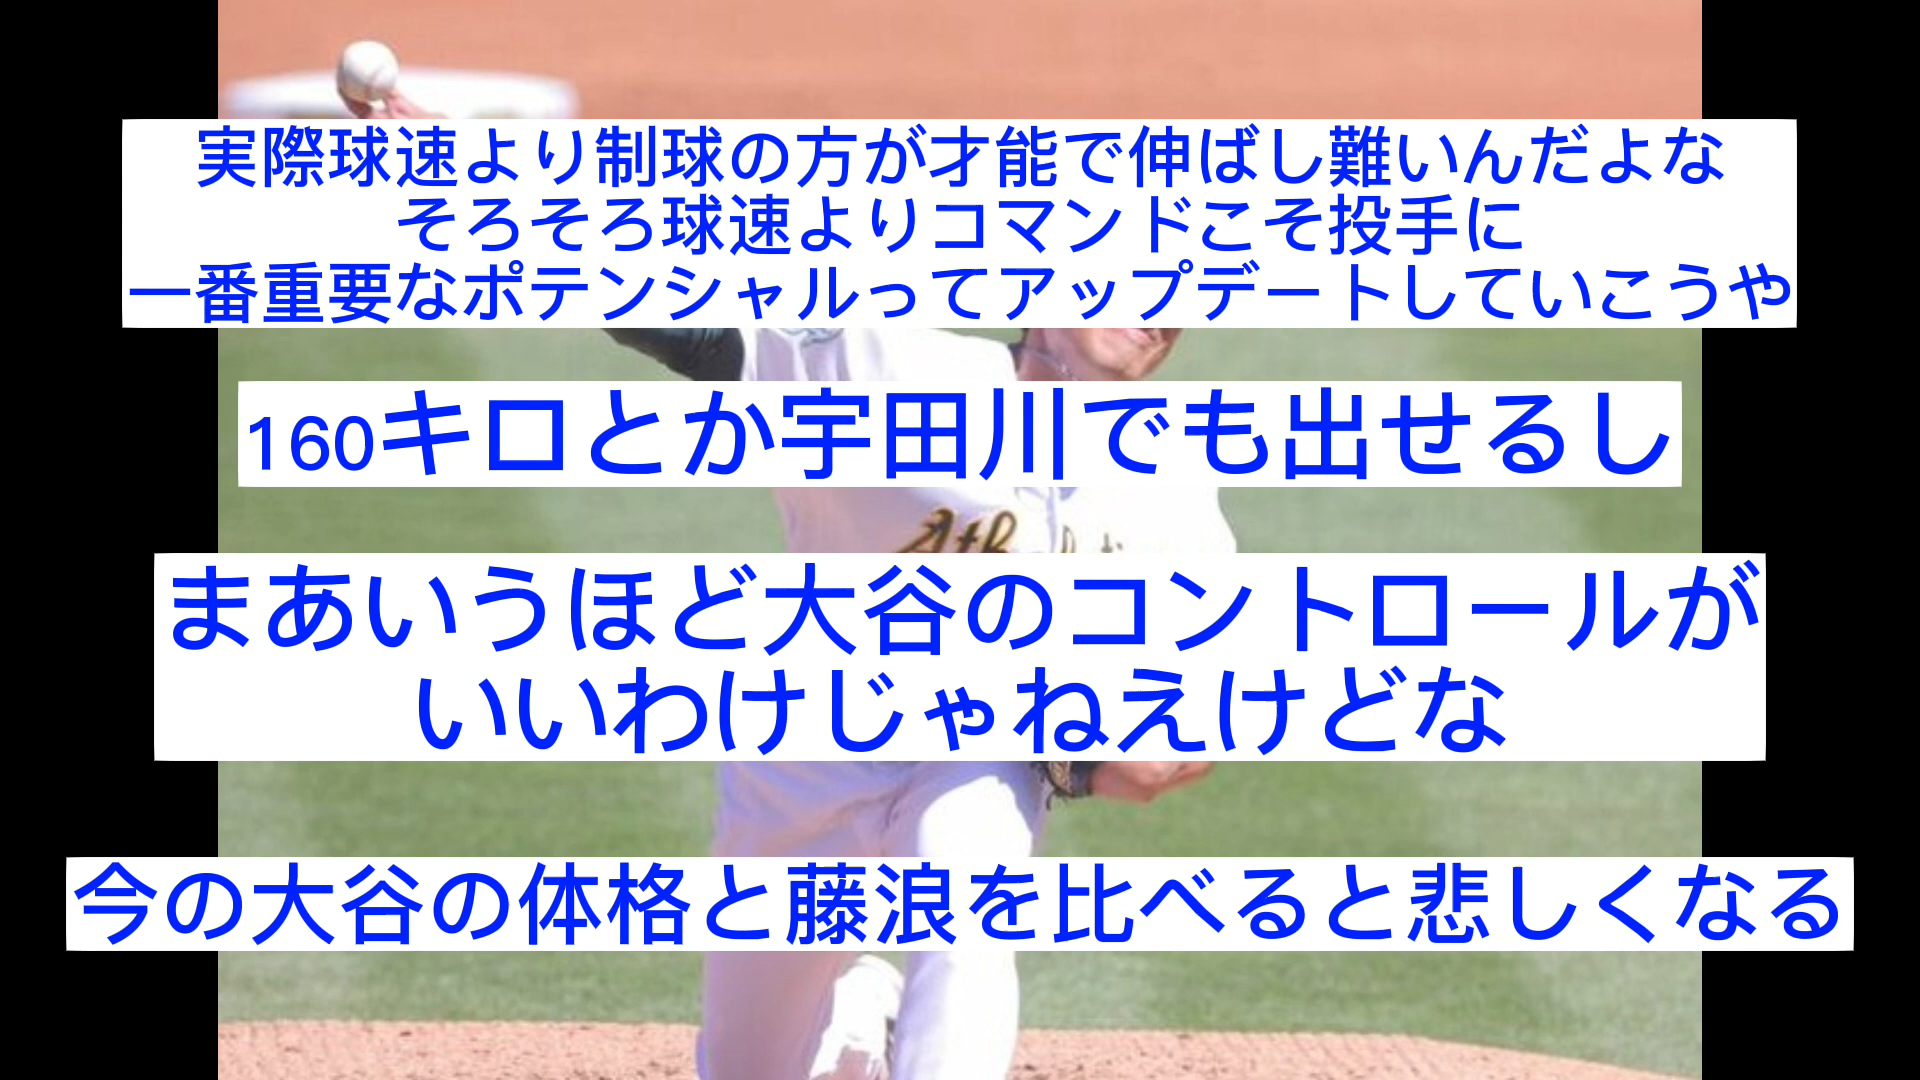 実際球速より制球の方が才能で伸ばし難いんだよな
そろそろ球速よりコマンドこそ投手に
一番重要なポテンシャルってアップデートしていこうや
160キロとか宇田川でも出せるし
まあいうほど大谷のコントロールが
いいわけじゃねえけどな
今の大谷の体格と藤浪を比べると悲しくなる